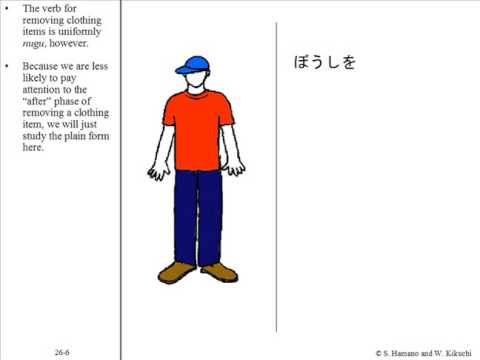 • The verb for
removing clothing
items is uniformly
nugu, however.
• Because we are less
likely to pay
attention to the
“after” phase of
removing a clothing
item, we will just
study the plain form
here.
ぼうしを
26-6
© S. Hamano and W. Kikuchi